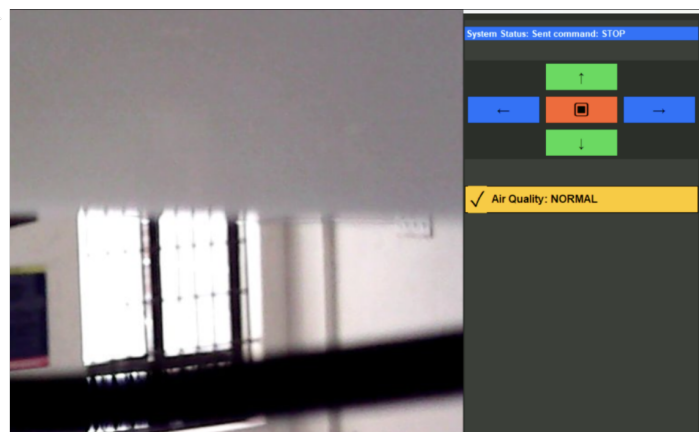 System Status: Sent command: STOP
↑
← ▣ →
↓
✓ Air Quality: NORMAL